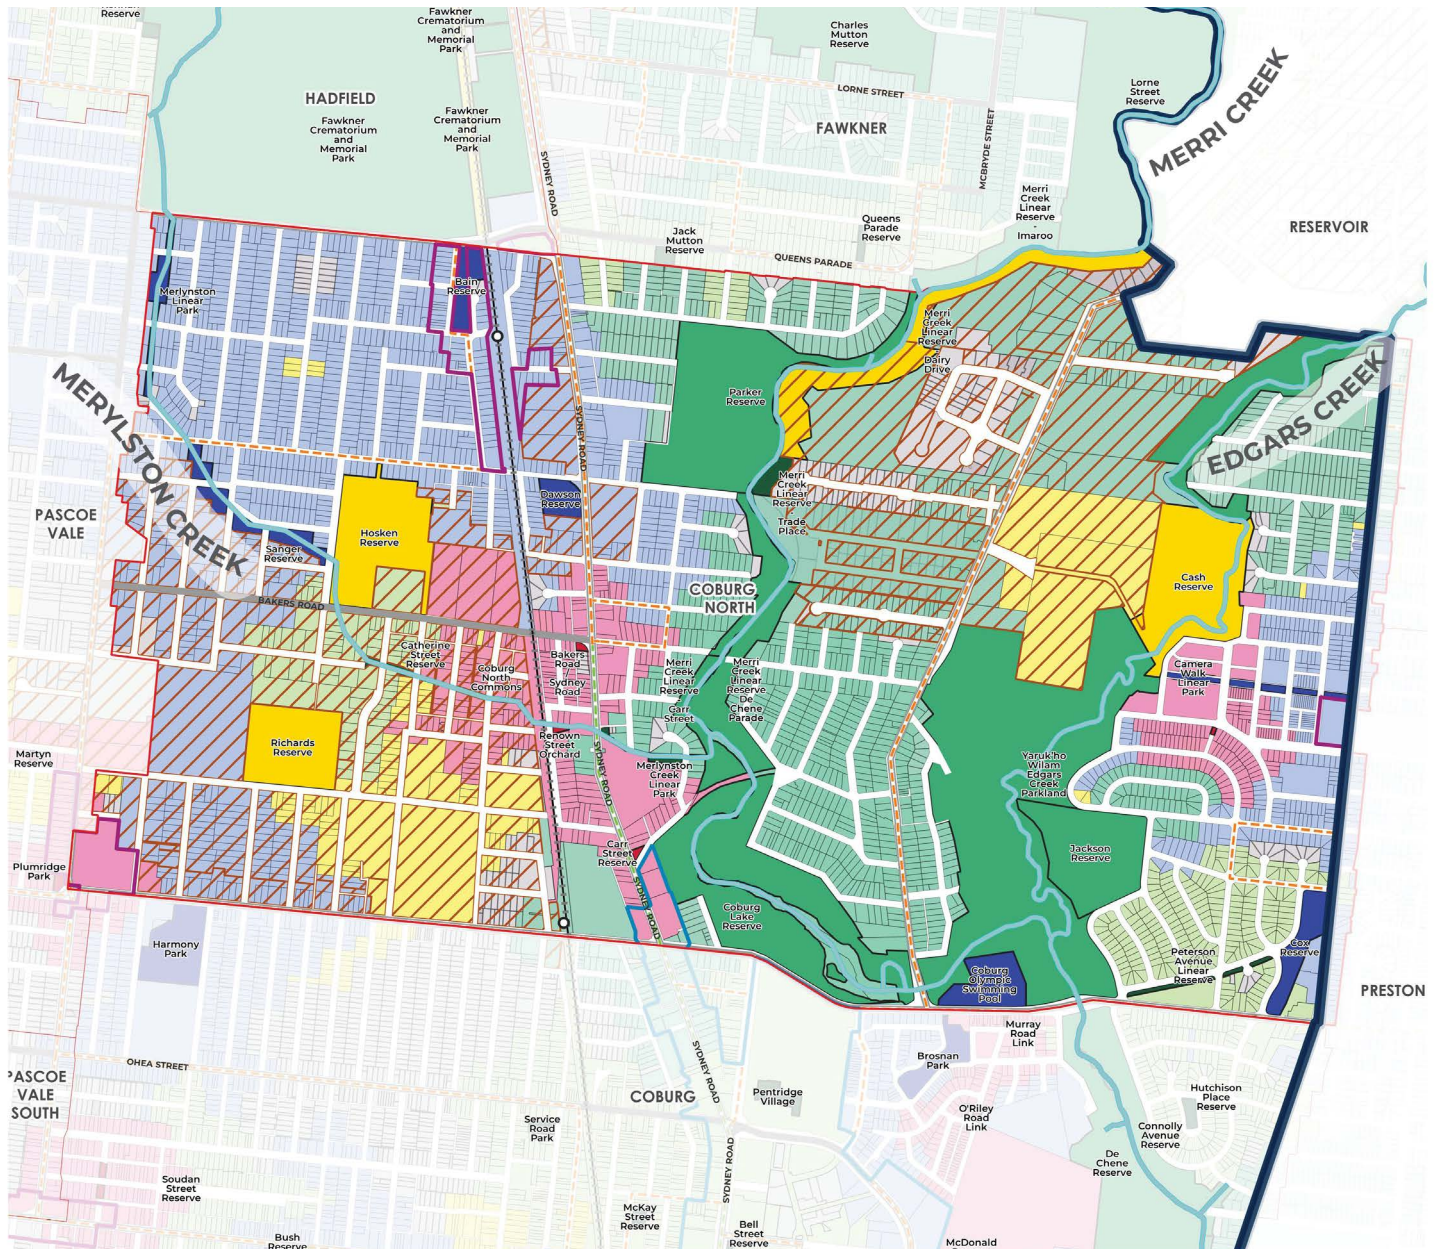 Reserve
Fawkner
Crematorium
and
Memorial
Park
Charles
Mutton
Reserve
HADFIELD
Fawkner
Crematorium
and
Memorial
Park
Fawkner
Crematorium
and
Memorial
Park
LORNE STREET
FAWKNER
Lorne
Street
Reserve
MERRI CREEK
SYDNEY ROAD
MCBRYDE STREET
Merri
Creek
Linear
Reserve
-
Imaroo
Queens
Parade
Reserve
Jack
Mutton
Reserve
QUEENS PARADE
RESERVOIR
Merlynston
Linear
Park
Bain
Reserve
Merri
Creek
Linear
Reserve
-
Dairy
Drive
Parker
Reserve
SYDNEY ROAD
MERYLSTON CREEK
EDGARS CREEK
PASCOE
VALE
Dawson
Reserve
Merri
Creek
Linear
Reserve
-
Trade
Place
Hosken
Reserve
Sanger
Reserve
Cash
Reserve
COBURG
NORTH
BAKERS ROAD
Catherine
Street
Reserve
Coburg
North
Commons
Bakers
Road
/
Sydney
Road
Merri
Creek
Linear
Reserve
-
Carr
Street
Merri
Creek
Linear
Reserve
De
Chene
Parade
Camera
Walk
Linear
Park
Martyn
Reserve
Richards
Reserve
Renown
Street
Orchard
SYDNEY ROAD
Merlynston
Creek
Linear
Park
Yaruk'ho
Wilam
Edgars
Creek
Parkland
Plumridge
Park
Carr
Street
Reserve
Jackson
Reserve
SYDNEY ROAD
Coburg
Lake
Reserve
Harmony
Park
Coburg
Olympic
Swimming
Pool
Peterson
Avenue
Linear
Reserve
Cox
Reserve
PRESTON
Murray
Road
Link
OHEA STREET
SYDNEY ROAD
Brosnan
Park
PASCOE
VALE
SOUTH
COBURG
Pentridge
Village
Hutchison
Place
Reserve
Service
Road
Park
O'Riley
Road
Link
Connolly
Avenue
Reserve
SYDNEY ROAD
De
Chene
Reserve
Soudan
Street
Reserve
McKay
Street
Reserve
Bell
Street
Reserve
Bush
Reserve
McDonald